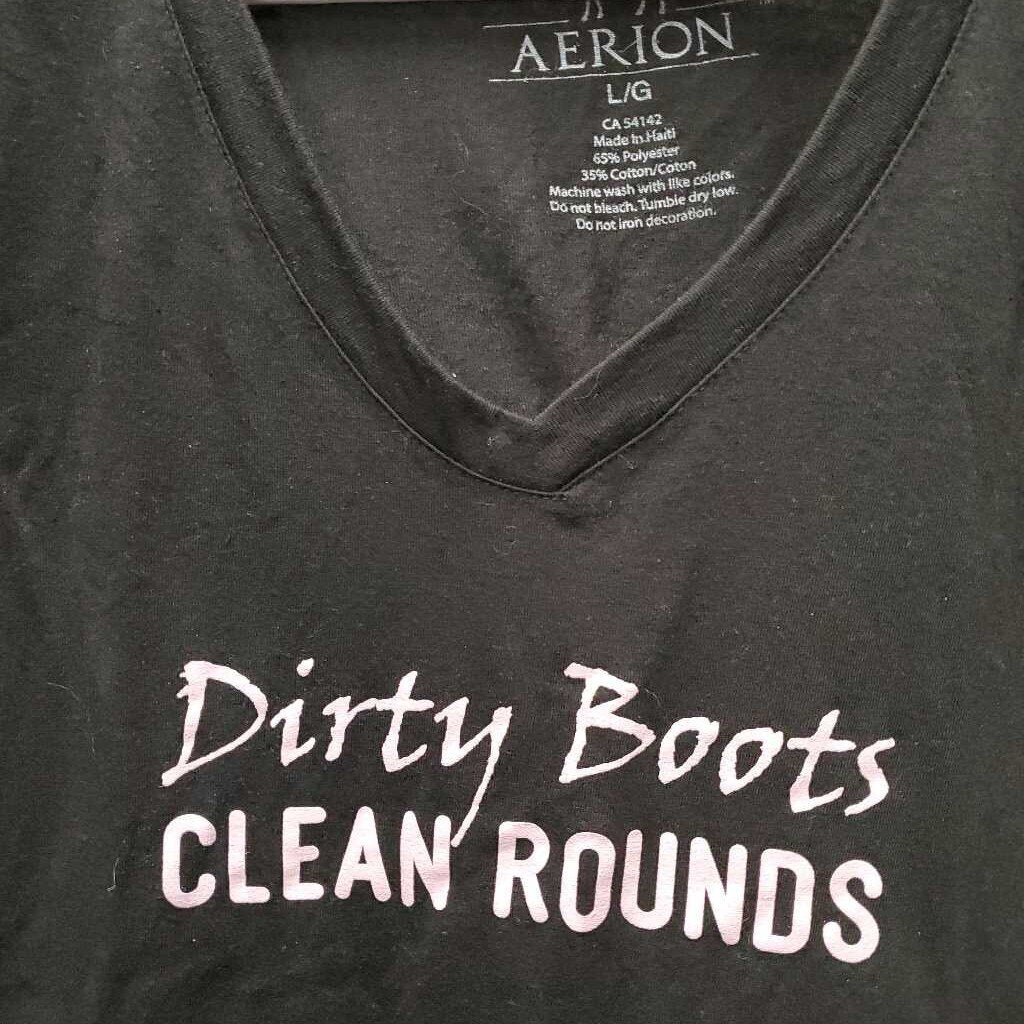 AERION
L/G
CA 54142
Made In Haiti
65% Polyester
35% Cotton/Coton
Machine wash with like colors.
Do not bleach. Tumble dry low.
Do not iron decoration.
Dirty Boots
CLEAN ROUNDS